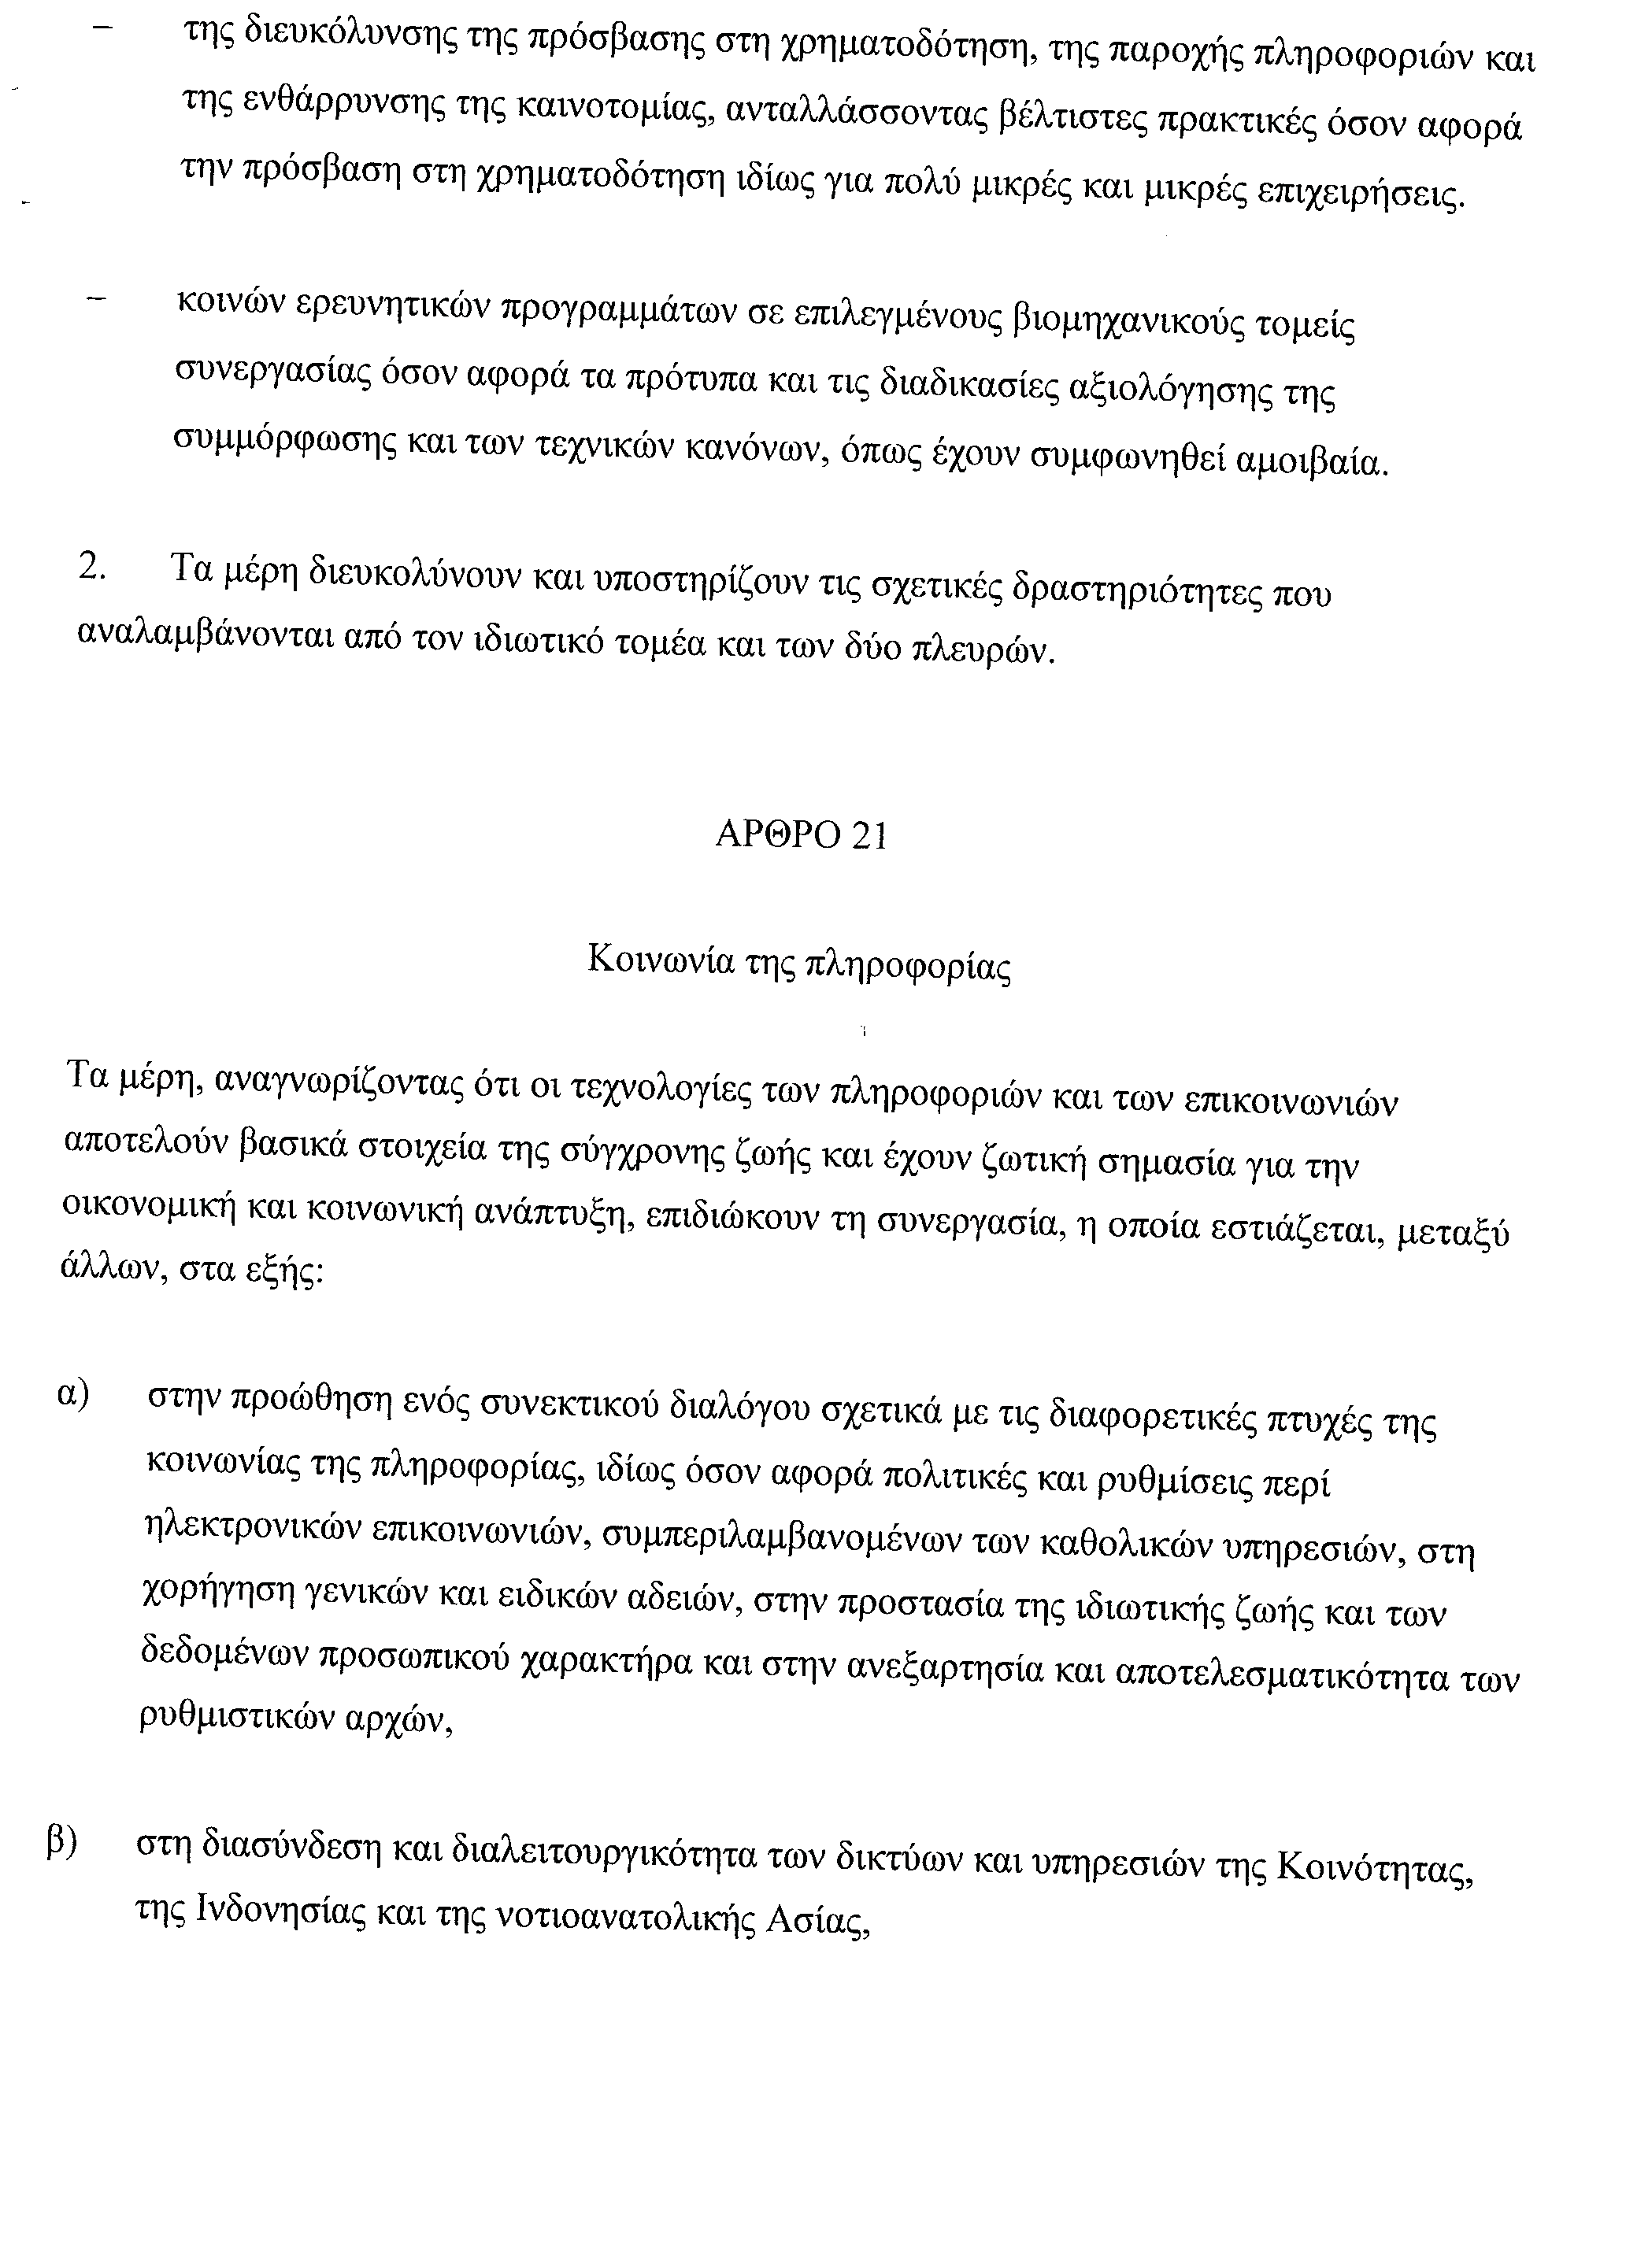 – της διευκόλυνσης της πρόσβασης στη χρηματοδότηση, της παροχής πληροφοριών και
της ενθάρρυνσης της καινοτομίας, ανταλλάσσοντας βέλτιστες πρακτικές όσον αφορά
την πρόσβαση στη χρηματοδότηση ιδίως για πολύ μικρές και μικρές επιχειρήσεις.
– κοινών ερευνητικών προγραμμάτων σε επιλεγμένους βιομηχανικούς τομείς
συνεργασίας όσον αφορά τα πρότυπα και τις διαδικασίες αξιολόγησης της
συμμόρφωσης και των τεχνικών κανόνων, όπως έχουν συμφωνηθεί αμοιβαία.
2. Τα μέρη διευκολύνουν και υποστηρίζουν τις σχετικές δραστηριότητες που
αναλαμβάνονται από τον ιδιωτικό τομέα και των δύο πλευρών.
ΑΡΘΡΟ 21
Κοινωνία της πληροφορίας
Τα μέρη, αναγνωρίζοντας ότι οι τεχνολογίες των πληροφοριών και των επικοινωνιών
αποτελούν βασικά στοιχεία της σύγχρονης ζωής και έχουν ζωτική σημασία για την
οικονομική και κοινωνική ανάπτυξη, επιδιώκουν τη συνεργασία, η οποία εστιάζεται, μεταξύ
άλλων, στα εξής:
α) στην προώθηση ενός συνεκτικού διαλόγου σχετικά με τις διαφορετικές πτυχές της
κοινωνίας της πληροφορίας, ιδίως όσον αφορά πολιτικές και ρυθμίσεις περί
ηλεκτρονικών επικοινωνιών, συμπεριλαμβανομένων των καθολικών υπηρεσιών, στη
χορήγηση γενικών και ειδικών αδειών, στην προστασία της ιδιωτικής ζωής και των
δεδομένων προσωπικού χαρακτήρα και στην ανεξαρτησία και αποτελεσματικότητα των
ρυθμιστικών αρχών,
β) στη διασύνδεση και διαλειτουργικότητα των δικτύων και υπηρεσιών της Κοινότητας,
της Ινδονησίας και της νοτιοανατολικής Ασίας,